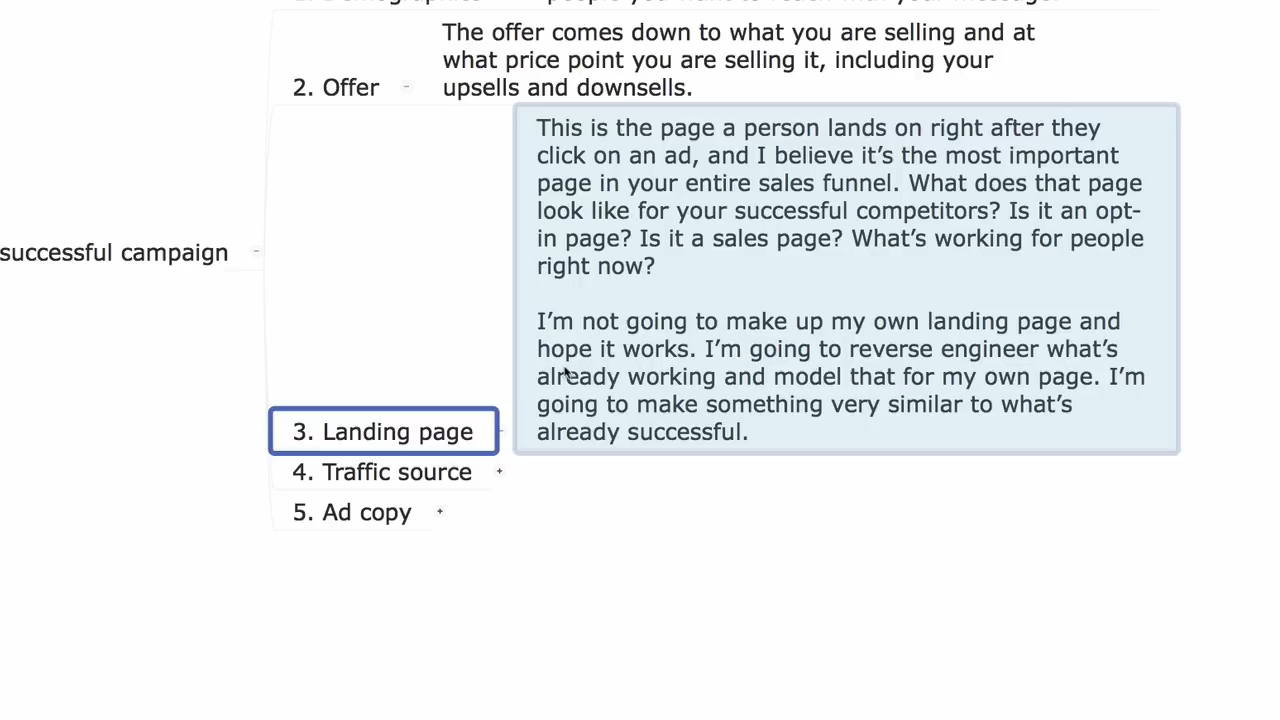 The offer comes down to what you are selling and at
what price point you are selling it, including your
2. Offer
upsells and downsells.
This is the page a person lands on right after they
click on an ad, and I believe it’s the most important
page in your entire sales funnel. What does that page
look like for your successful competitors? Is it an opt-
in page? Is it a sales page? What’s working for people
right now?
successful campaign
I’m not going to make up my own landing page and
hope it works. I’m going to reverse engineer what’s
already working and model that for my own page. I’m
going to make something very similar to what’s
already successful.
3. Landing page
4. Traffic source
5. Ad copy